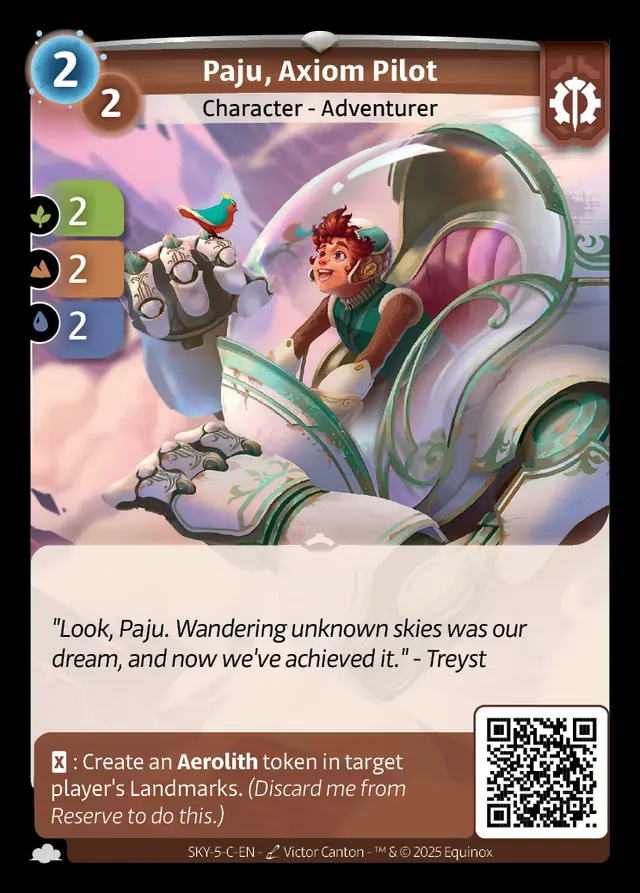 2
2
Paju, Axiom Pilot
Character - Adventurer
2
2
2
"Look, Paju. Wandering unknown skies was our
dream, and now we've achieved it." - Treyst
X : Create an Aerolith token in target
player's Landmarks. (Discard me from
Reserve to do this.)
SKY-5-C-EN - Victor Canton - ™ & © 2025 Equinox